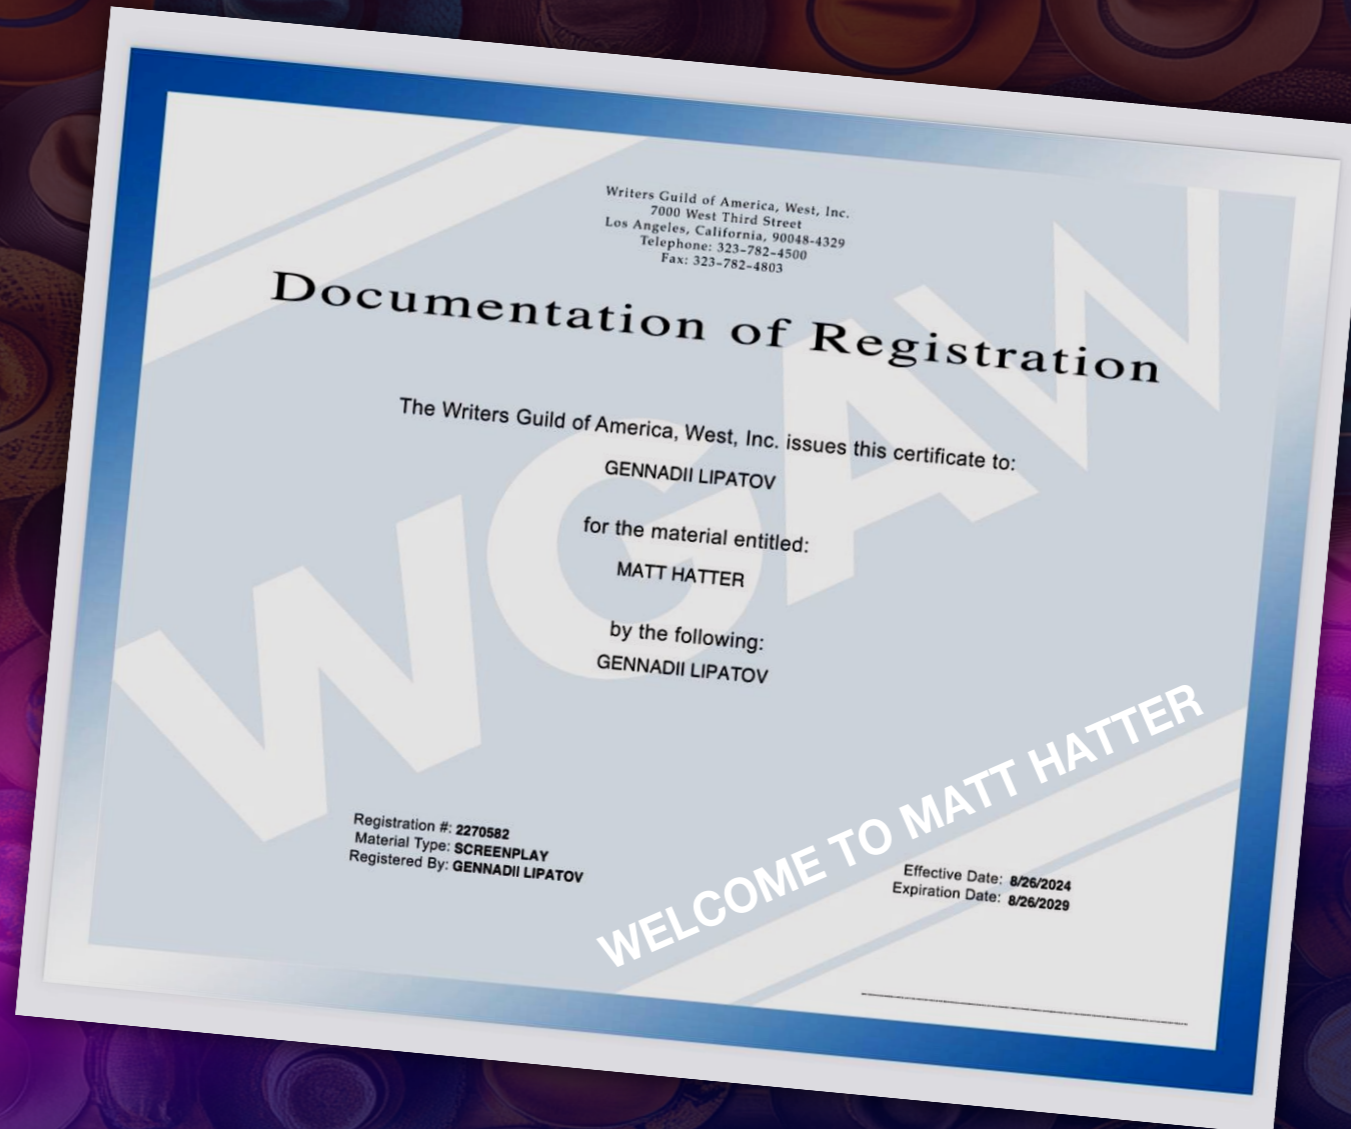 Writers Guild of America, West, Inc.
7000 West Third Street
Los Angeles, California, 90048-4329
Telephone: 323-782-4500
Fax: 323-782-4803
Documentation of Registration
The Writers Guild of America, West, Inc. issues this certificate to:
GENNADII LIPATOV
for the material entitled:
MATT HATTER
by the following:
GENNADII LIPATOV
WGAW
Registration #: 2270582
Material Type: SCREENPLAY
Registered By: GENNADII LIPATOV
WELCOME TO MATT HATTER
Effective Date: 8/26/2024
Expiration Date: 8/26/2029